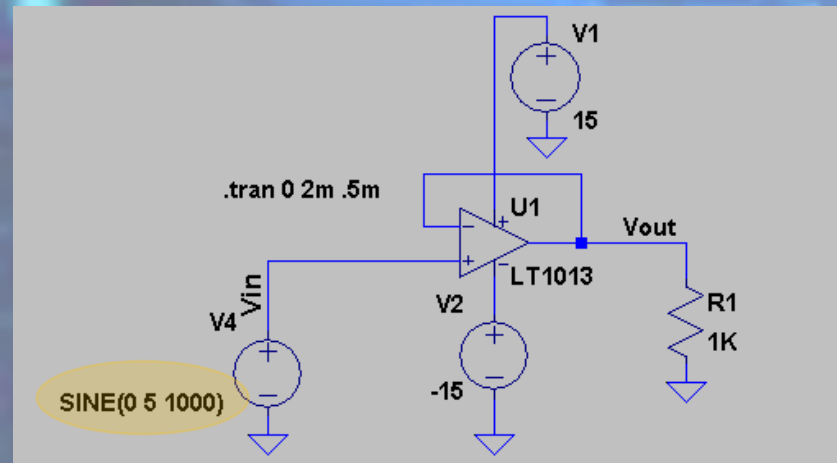 V1
+
−
15
.tran 0 2m .5m
U1
+
−
+
−
Vout
LT1013
Vin
V4
+
−
V2
+
−
-15
R1
1K
SINE(0 5 1000)